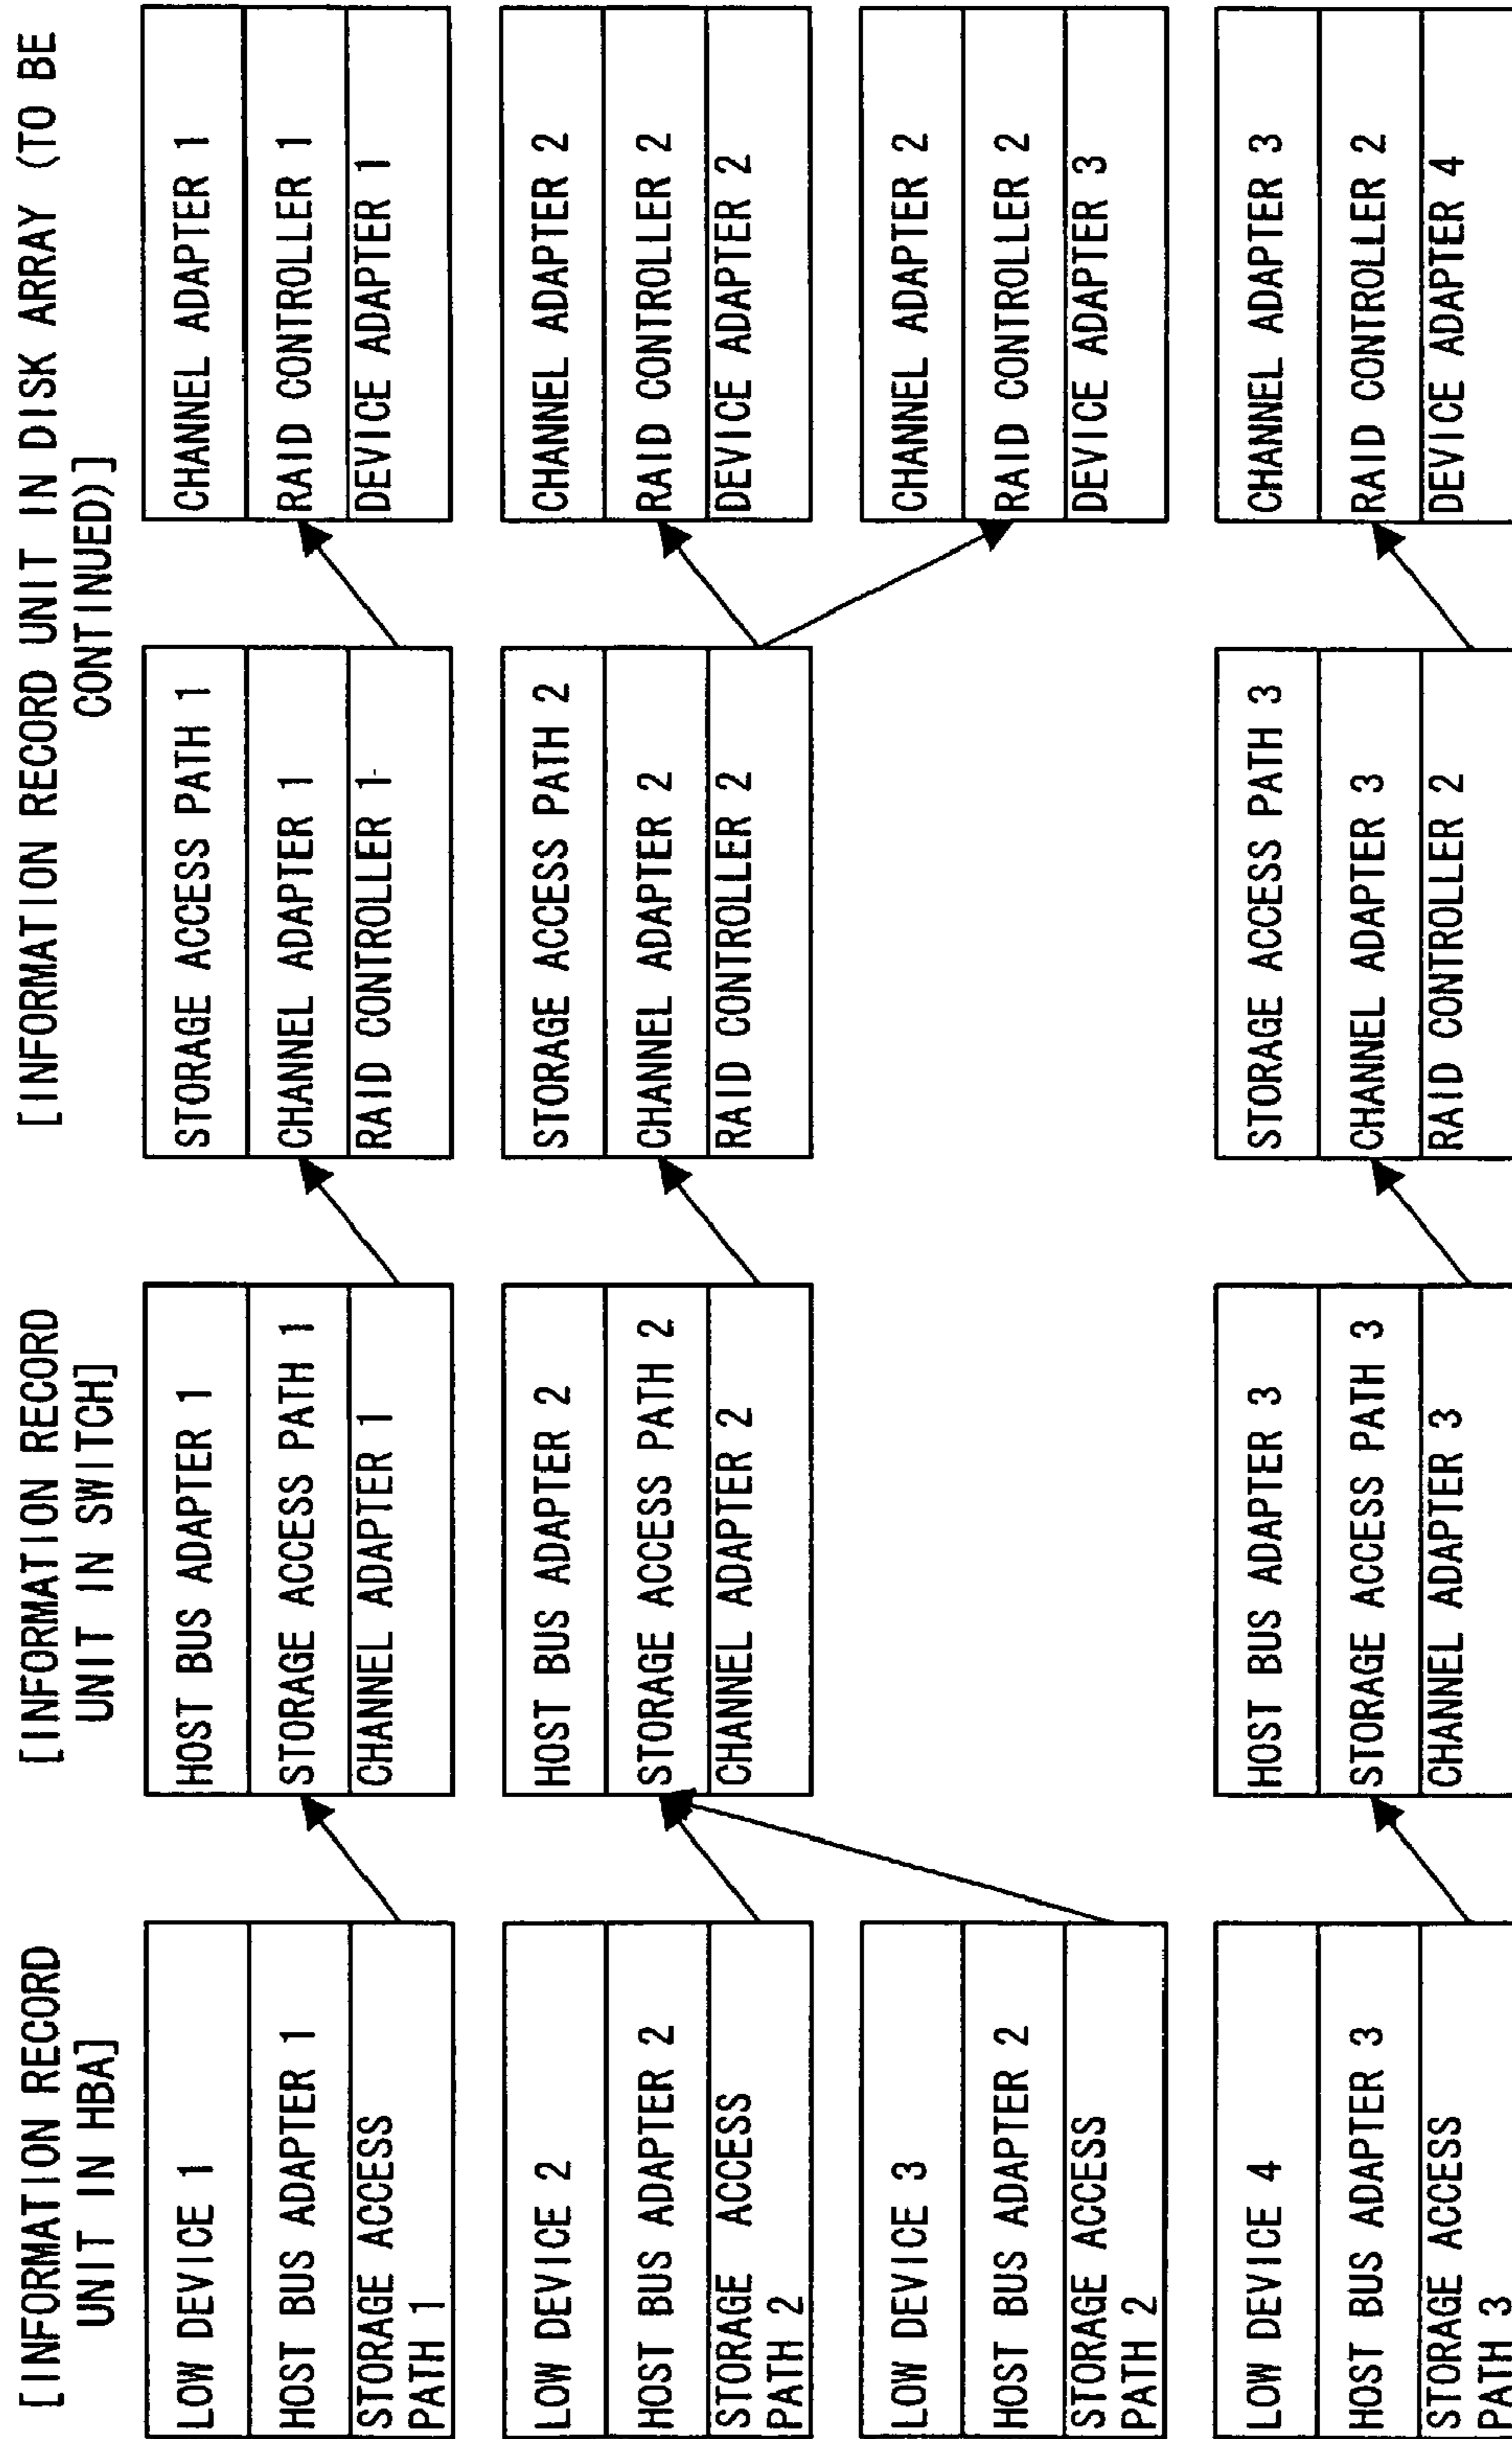 [INFORMATION RECORD
UNIT IN HBA]
LOW DEVICE 1
HOST BUS ADAPTER 1
STORAGE ACCESS
PATH 1
LOW DEVICE 2
HOST BUS ADAPTER 2
STORAGE ACCESS
PATH 2
LOW DEVICE 3
HOST BUS ADAPTER 2
STORAGE ACCESS
PATH 2
LOW DEVICE 4
HOST BUS ADAPTER 3
STORAGE ACCESS
PATH 3
[INFORMATION RECORD
UNIT IN SWITCH]
HOST BUS ADAPTER 1
STORAGE ACCESS PATH 1
CHANNEL ADAPTER 1
HOST BUS ADAPTER 2
STORAGE ACCESS PATH 2
CHANNEL ADAPTER 2
HOST BUS ADAPTER 3
STORAGE ACCESS PATH 3
CHANNEL ADAPTER 3
[INFORMATION RECORD UNIT IN DISK ARRAY (TO BE
CONTINUED)]
STORAGE ACCESS PATH 1
CHANNEL ADAPTER 1
RAID CONTROLLER 1
STORAGE ACCESS PATH 2
CHANNEL ADAPTER 2
RAID CONTROLLER 2
STORAGE ACCESS PATH 3
CHANNEL ADAPTER 3
RAID CONTROLLER 2
CHANNEL ADAPTER 1
RAID CONTROLLER 1
DEVICE ADAPTER 1
CHANNEL ADAPTER 2
RAID CONTROLLER 2
DEVICE ADAPTER 2
CHANNEL ADAPTER 2
RAID CONTROLLER 2
DEVICE ADAPTER 3
CHANNEL ADAPTER 3
RAID CONTROLLER 2
DEVICE ADAPTER 4